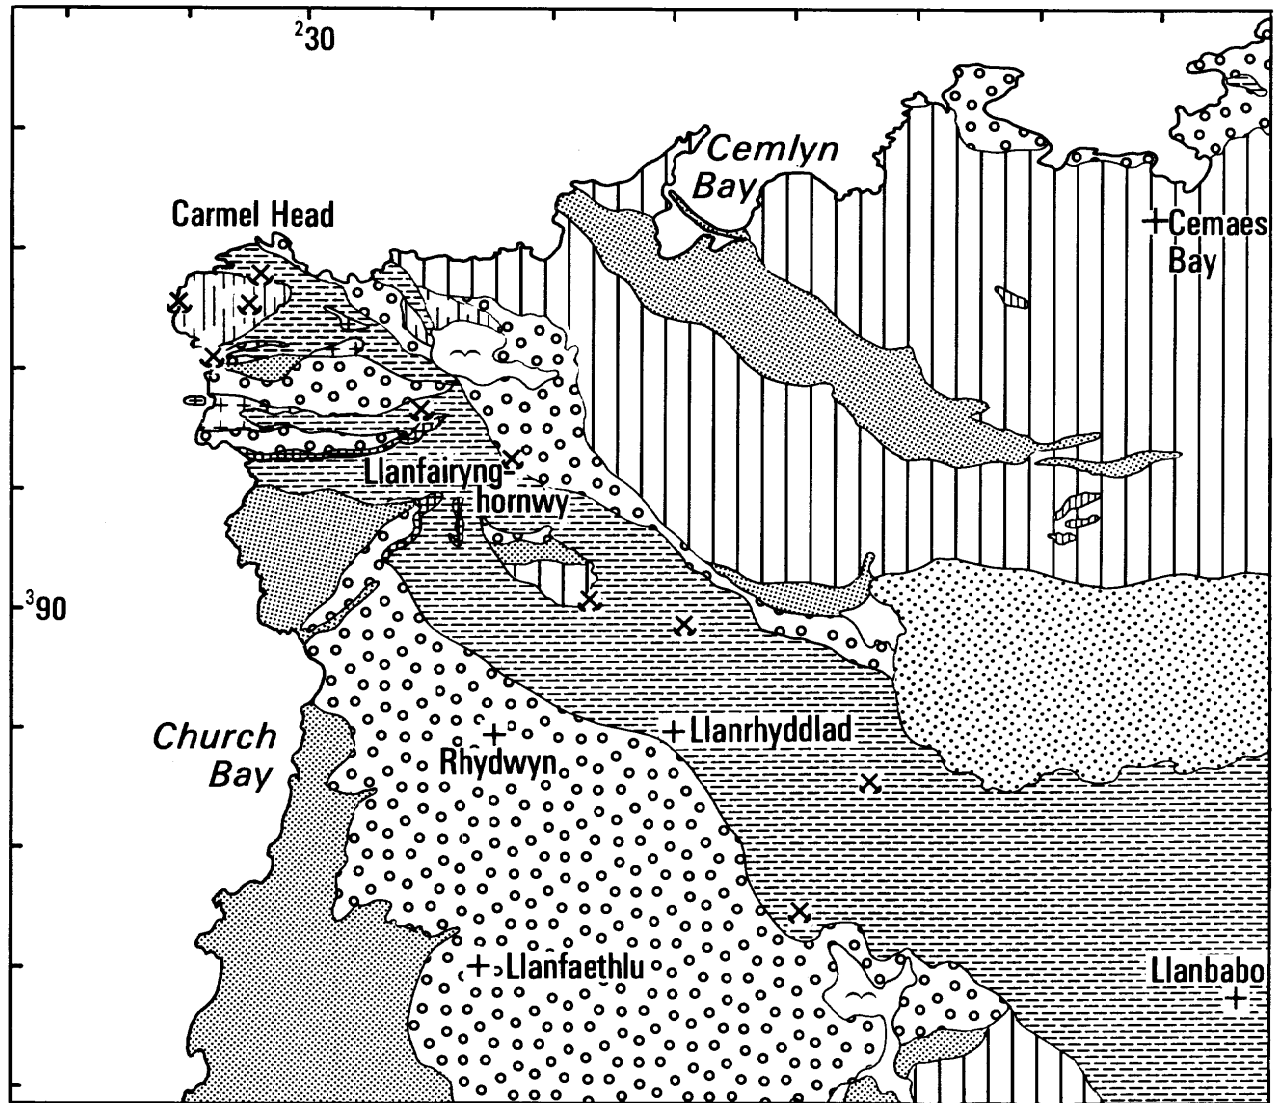 ²30
Cemlyn
Bay
Carmel Head
Cemaes
Bay
Llanfairyng-
hornwy
³90
Church
Bay
Llanrhyddlad
Rhydwyn
Llanfaethlu
Llanbabo